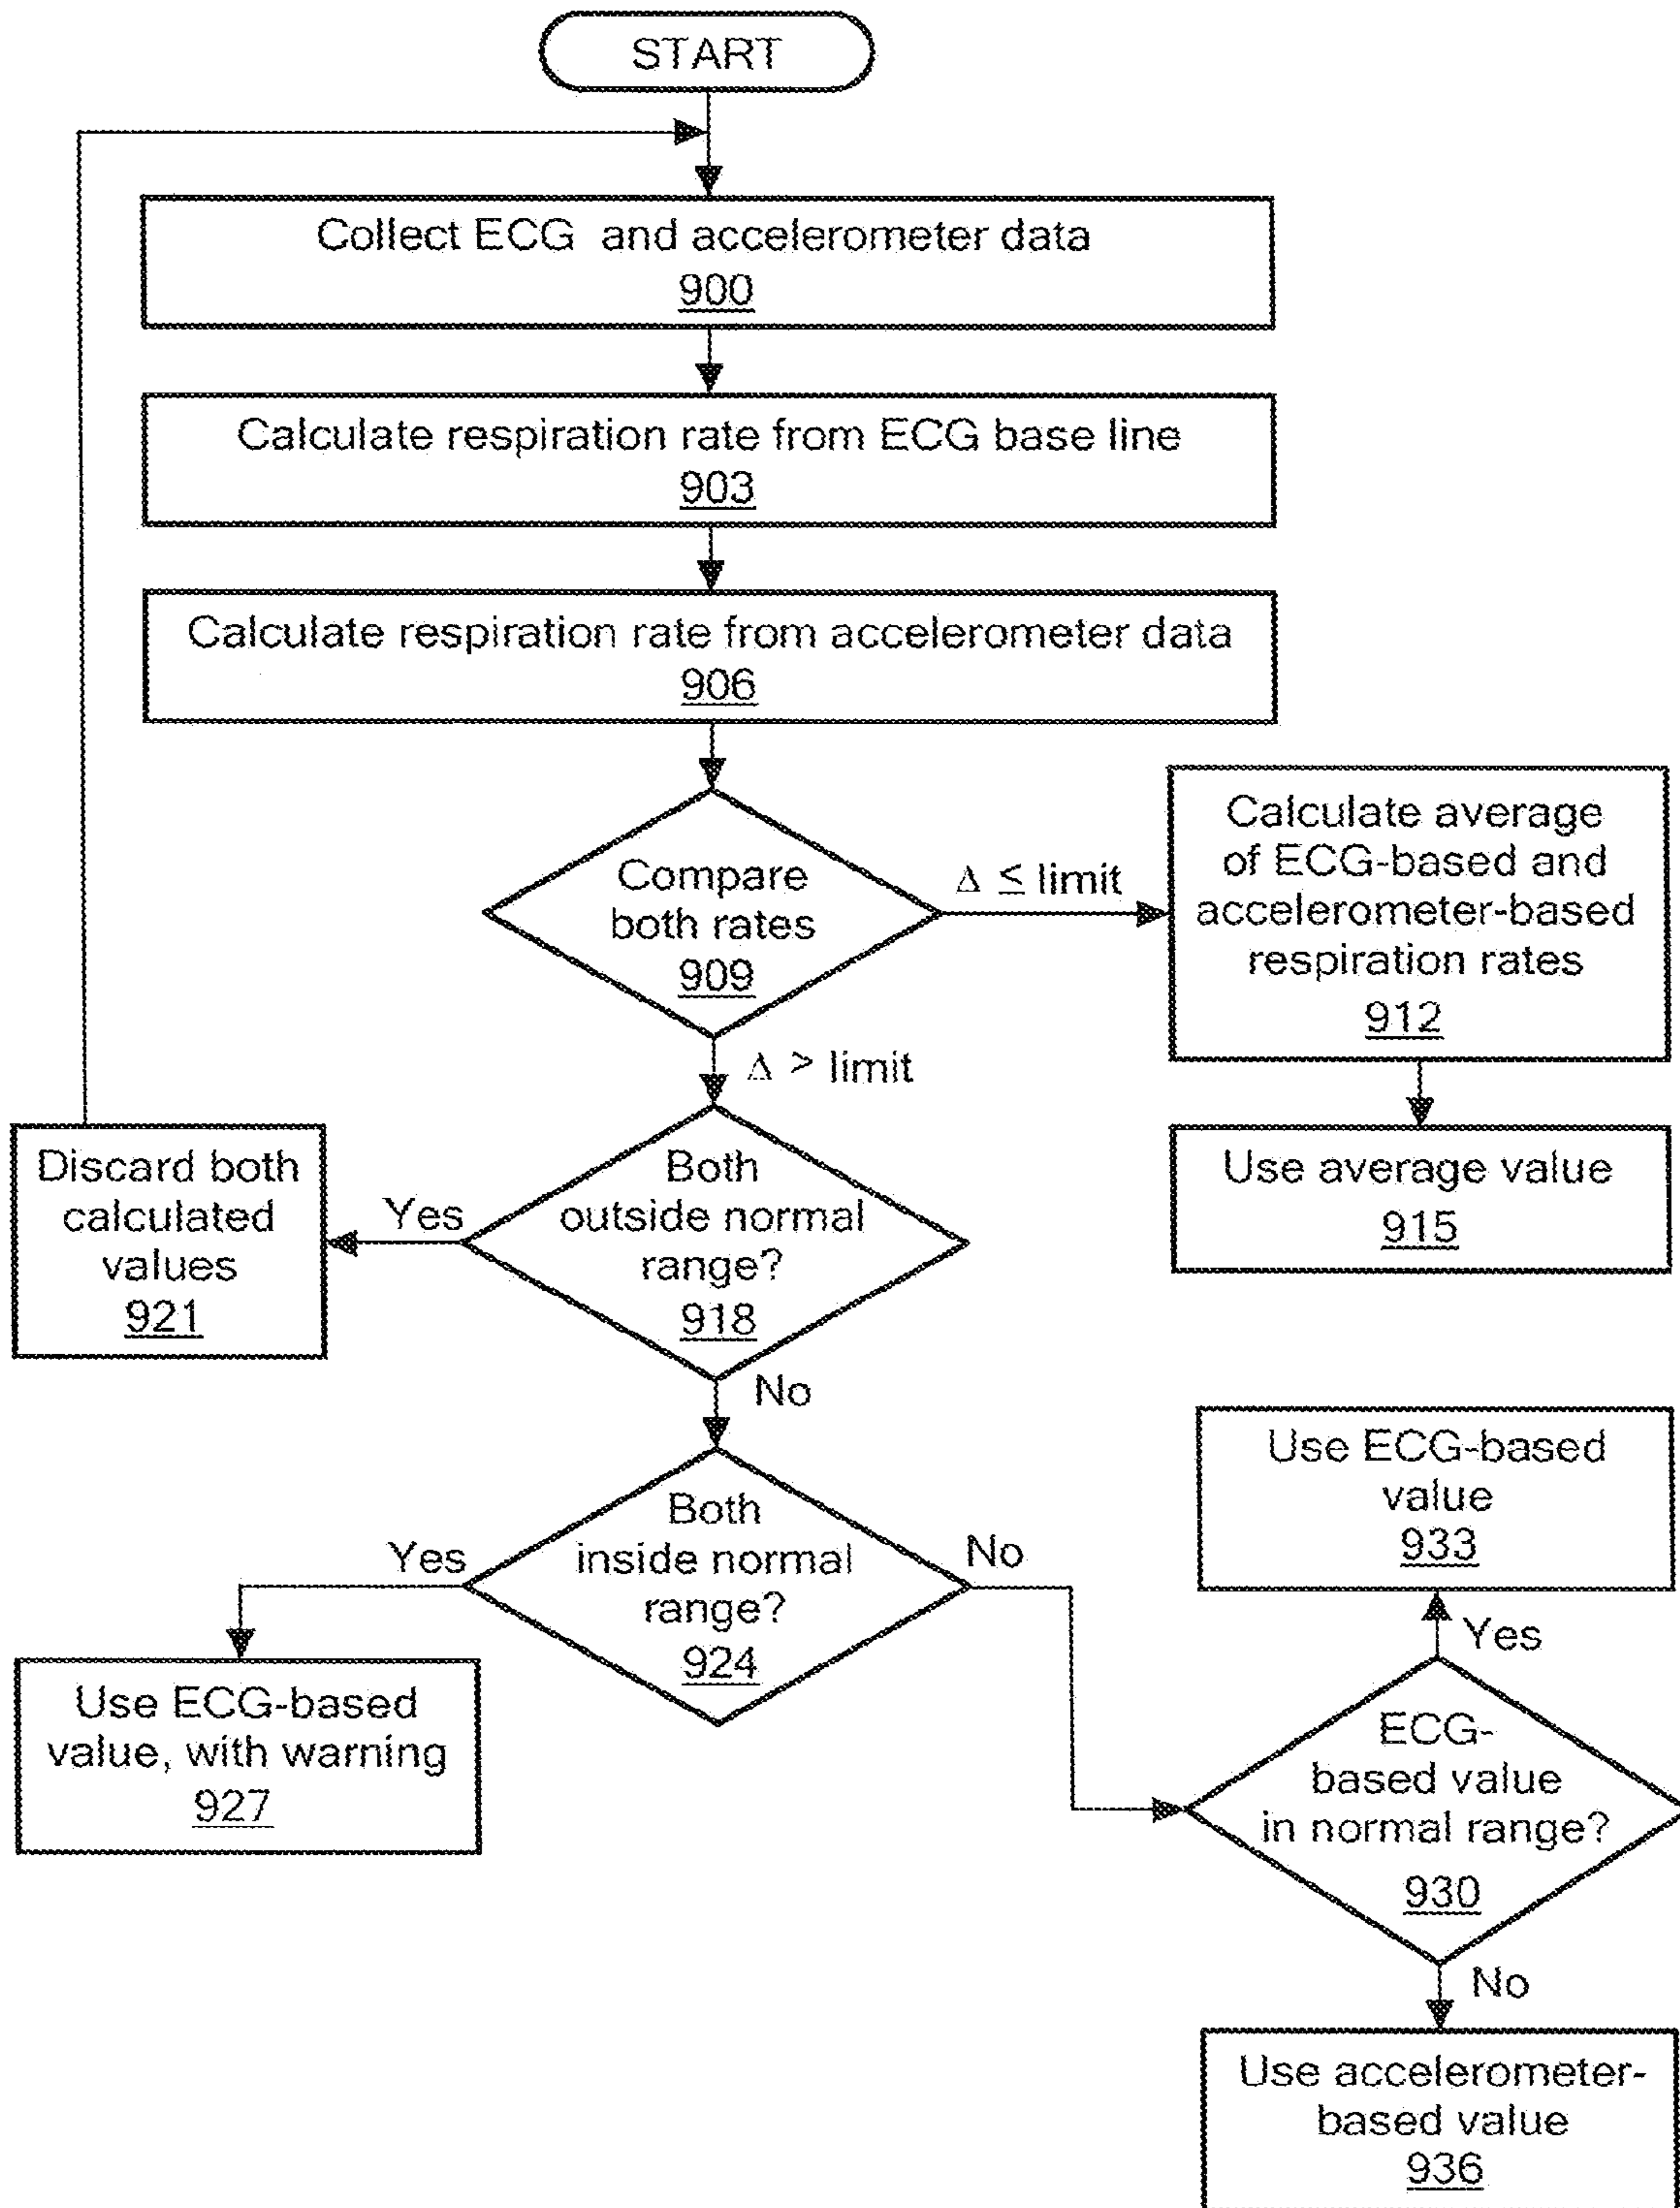 START
Collect ECG and accelerometer data
900
Calculate respiration rate from ECG base line
903
Calculate respiration rate from accelerometer data
906
Compare
both rates
909
Δ ≤ limit
Calculate average
of ECG-based and
accelerometer-based
respiration rates
912
Δ > limit
Use average value
915
Both
outside normal
range?
918
Yes
Discard both
calculated
values
921
No
Both
inside normal
range?
924
Yes
No
Use ECG-based
value, with warning
927
Use ECG-based
value
933
Yes
ECG-
based value
in normal range?
930
No
Use accelerometer-
based value
936